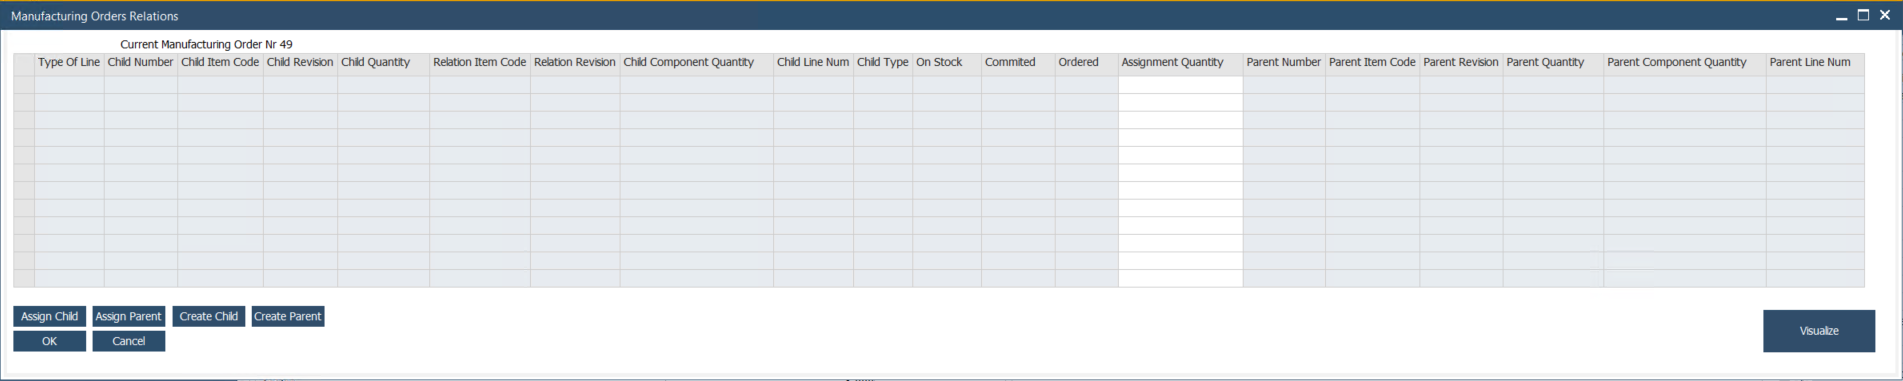 Manufacturing Orders Relations
Current Manufacturing Order Nr 49
Type Of Line Child Number Child Item Code Child Revision Child Quantity Relation Item Code Relation Revision Child Component Quantity Child Line Num Child Type On Stock Commited Ordered Assignment Quantity Parent Number Parent Item Code Parent Revision Parent Quantity Parent Component Quantity Parent Line Num
Assign Child Assign Parent Create Child Create Parent
OK Cancel
Visualize